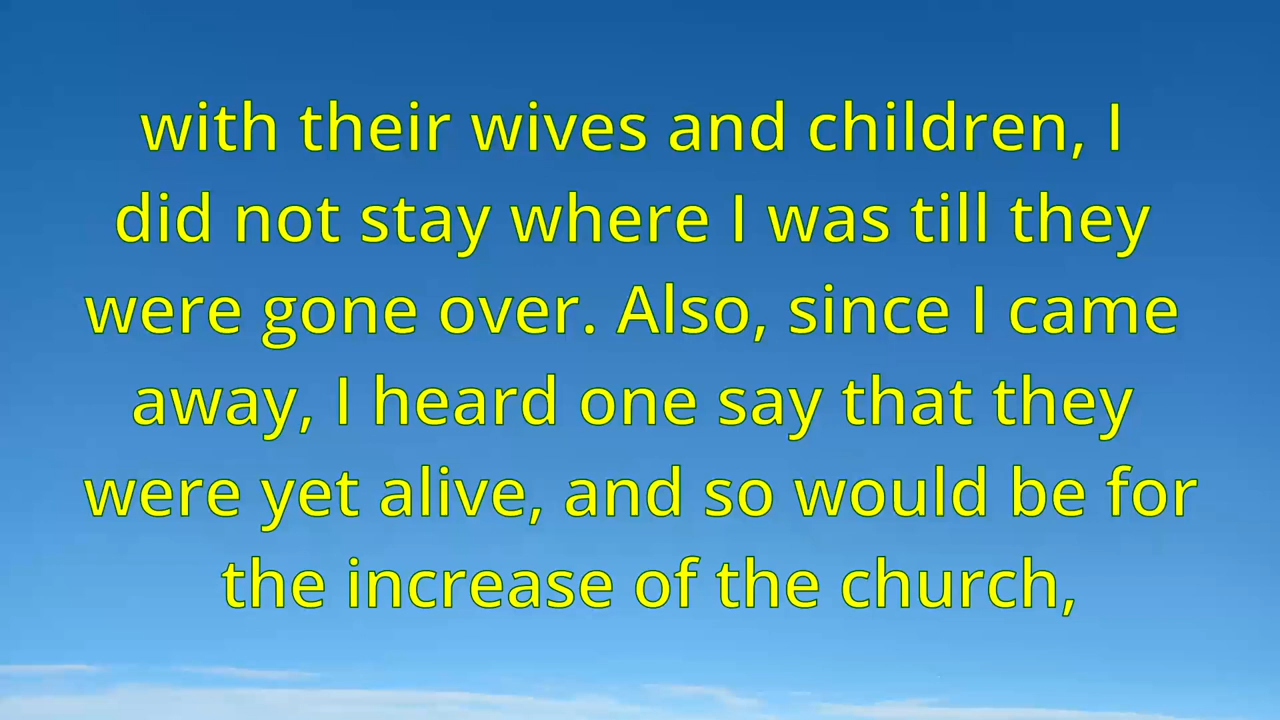 with their wives and children, I
did not stay where I was till they
were gone over. Also, since I came
away, I heard one say that they
were yet alive, and so would be for
the increase of the church,